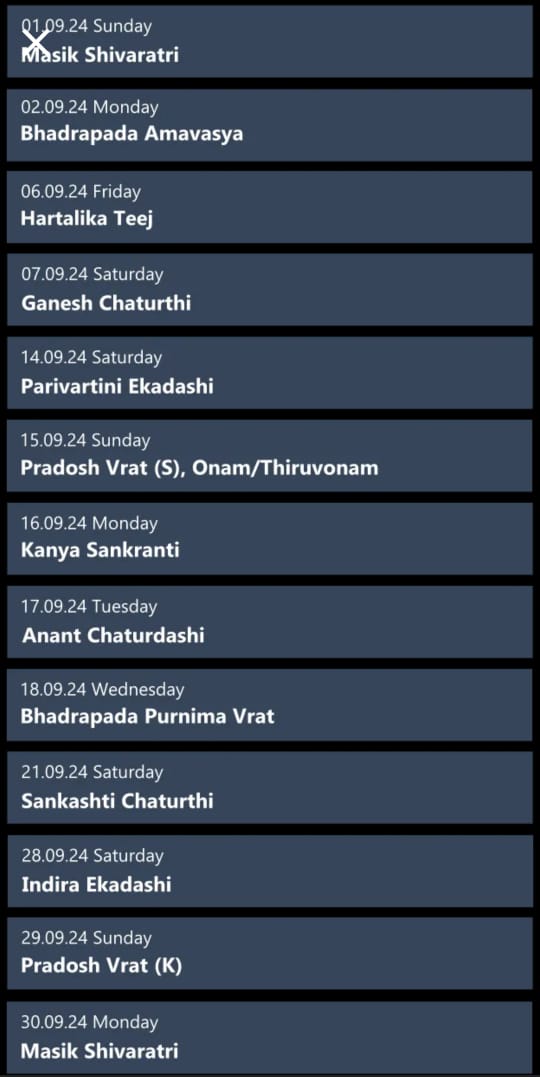 01.09.24 Sunday
Masik Shivaratri
02.09.24 Monday
Bhadrapada Amavasya
06.09.24 Friday
Hartalika Teej
07.09.24 Saturday
Ganesh Chaturthi
14.09.24 Saturday
Parivartini Ekadashi
15.09.24 Sunday
Pradosh Vrat (S), Onam/Thiruvonam
16.09.24 Monday
Kanya Sankranti
17.09.24 Tuesday
Anant Chaturdashi
18.09.24 Wednesday
Bhadrapada Purnima Vrat
21.09.24 Saturday
Sankashti Chaturthi
28.09.24 Saturday
Indira Ekadashi
29.09.24 Sunday
Pradosh Vrat (K)
30.09.24 Monday
Masik Shivaratri